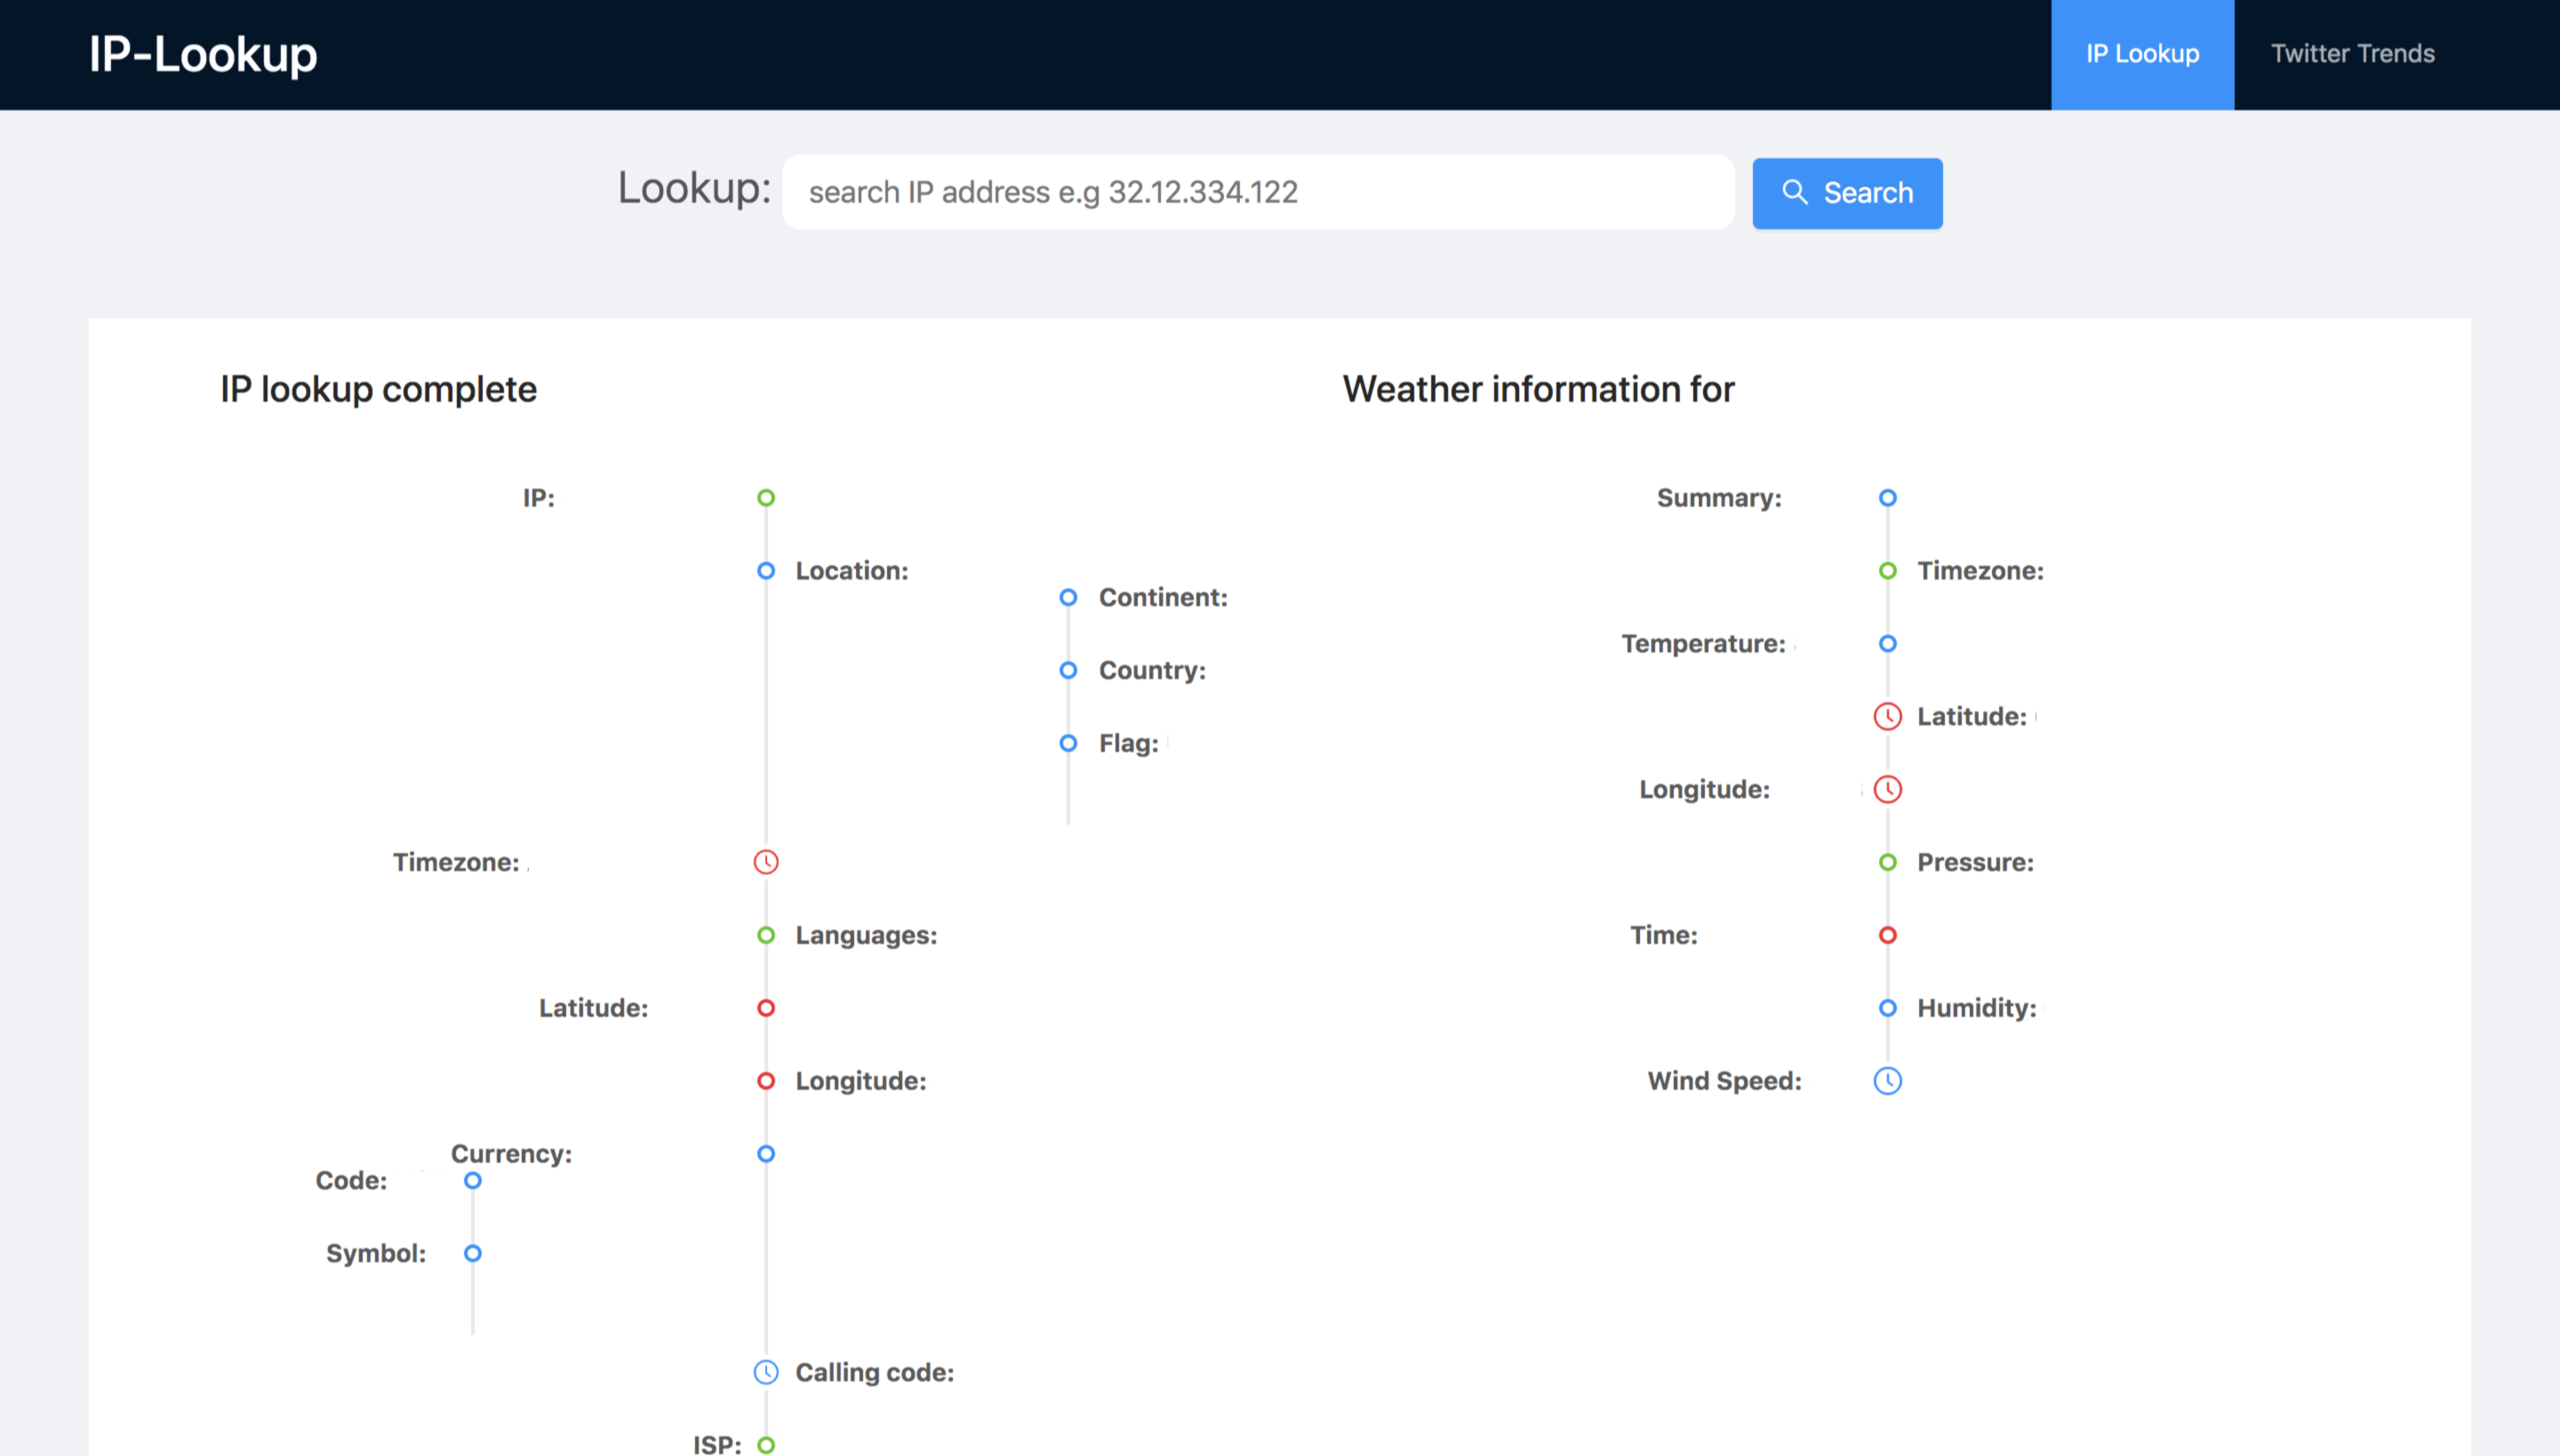 IP-Lookup
IP Lookup
Twitter Trends
Lookup:
search IP address e.g 32.12.334.122
Search
IP lookup complete
IP:
Location:
Continent:
Country:
Flag:
Timezone:
Languages:
Latitude:
Longitude:
Currency:
Code:
Symbol:
Calling code:
ISP:
Weather information for
Summary:
Timezone:
Temperature:
Latitude:
Longitude:
Pressure:
Time:
Humidity:
Wind Speed: